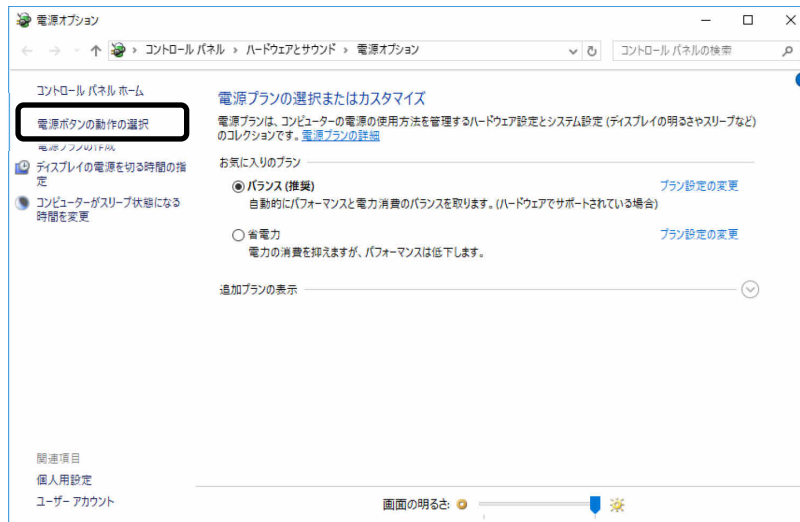 電源オプション
コントロール パネル › ハードウェアとサウンド › 電源オプション
コントロール パネルの検索
コントロール パネル ホーム
電源ボタンの動作の選択
電源プランの作成
ディスプレイの電源を切る時間の指
定
コンピューターがスリープ状態になる
時間を変更
電源プランの選択またはカスタマイズ
電源プランは、コンピューターの電源の使用方法を管理するハードウェア設定とシステム設定 (ディスプレイの明るさやスリープなど)
のコレクションです。電源プランの詳細
お気に入りのプラン
バランス (推奨) プラン設定の変更
自動的にパフォーマンスと電力消費のバランスを取ります。(ハードウェアでサポートされている場合)
省電力 プラン設定の変更
電力の消費を抑えますが、パフォーマンスは低下します。
追加プランの表示
関連項目
個人用設定
ユーザー アカウント
画面の明るさ: